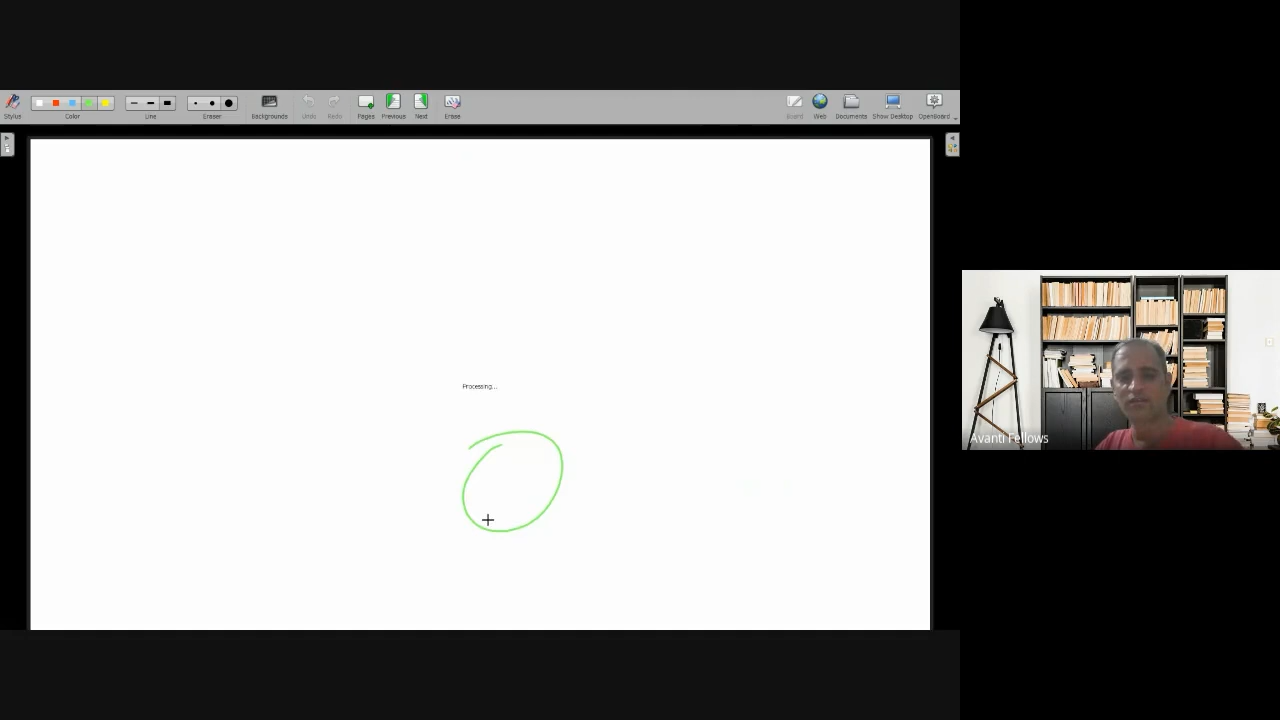 Stylus
Color
Line
Eraser
Backgrounds
Undo
Redo
Pages
Previous
Next
Erase
Board
Web
Documents
Show Desktop
OpenBoard
Processing...
Avanti Fellows